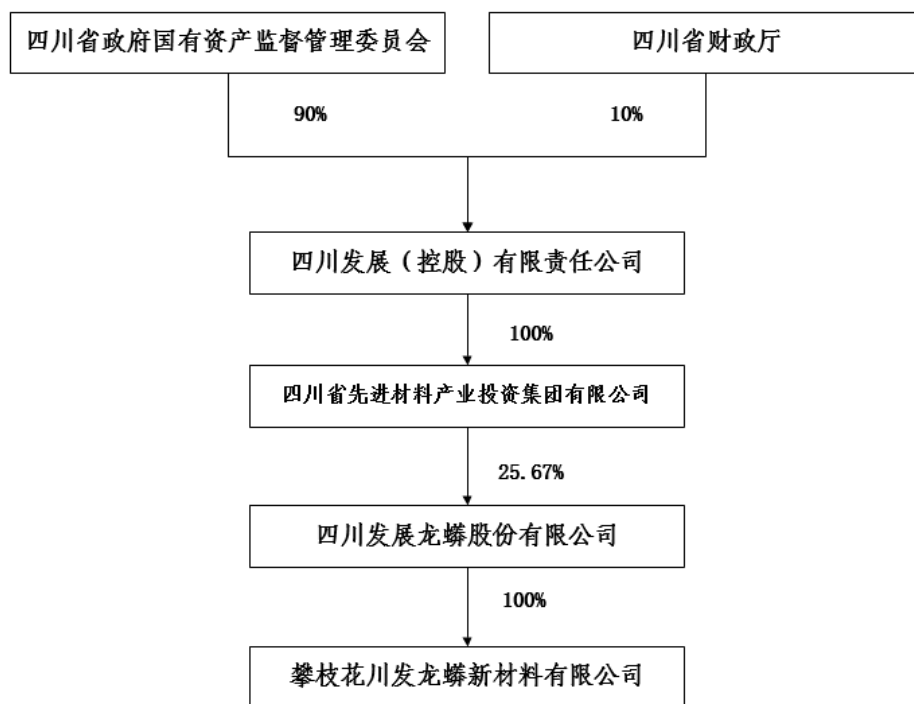 四川省政府国有资产监督管理委员会
四川省财政厅
90%
10%
四川发展（控股）有限责任公司
100%
四川省先进材料产业投资集团有限公司
25.67%
四川发展龙蟒股份有限公司
100%
攀枝花川发龙蟒新材料有限公司